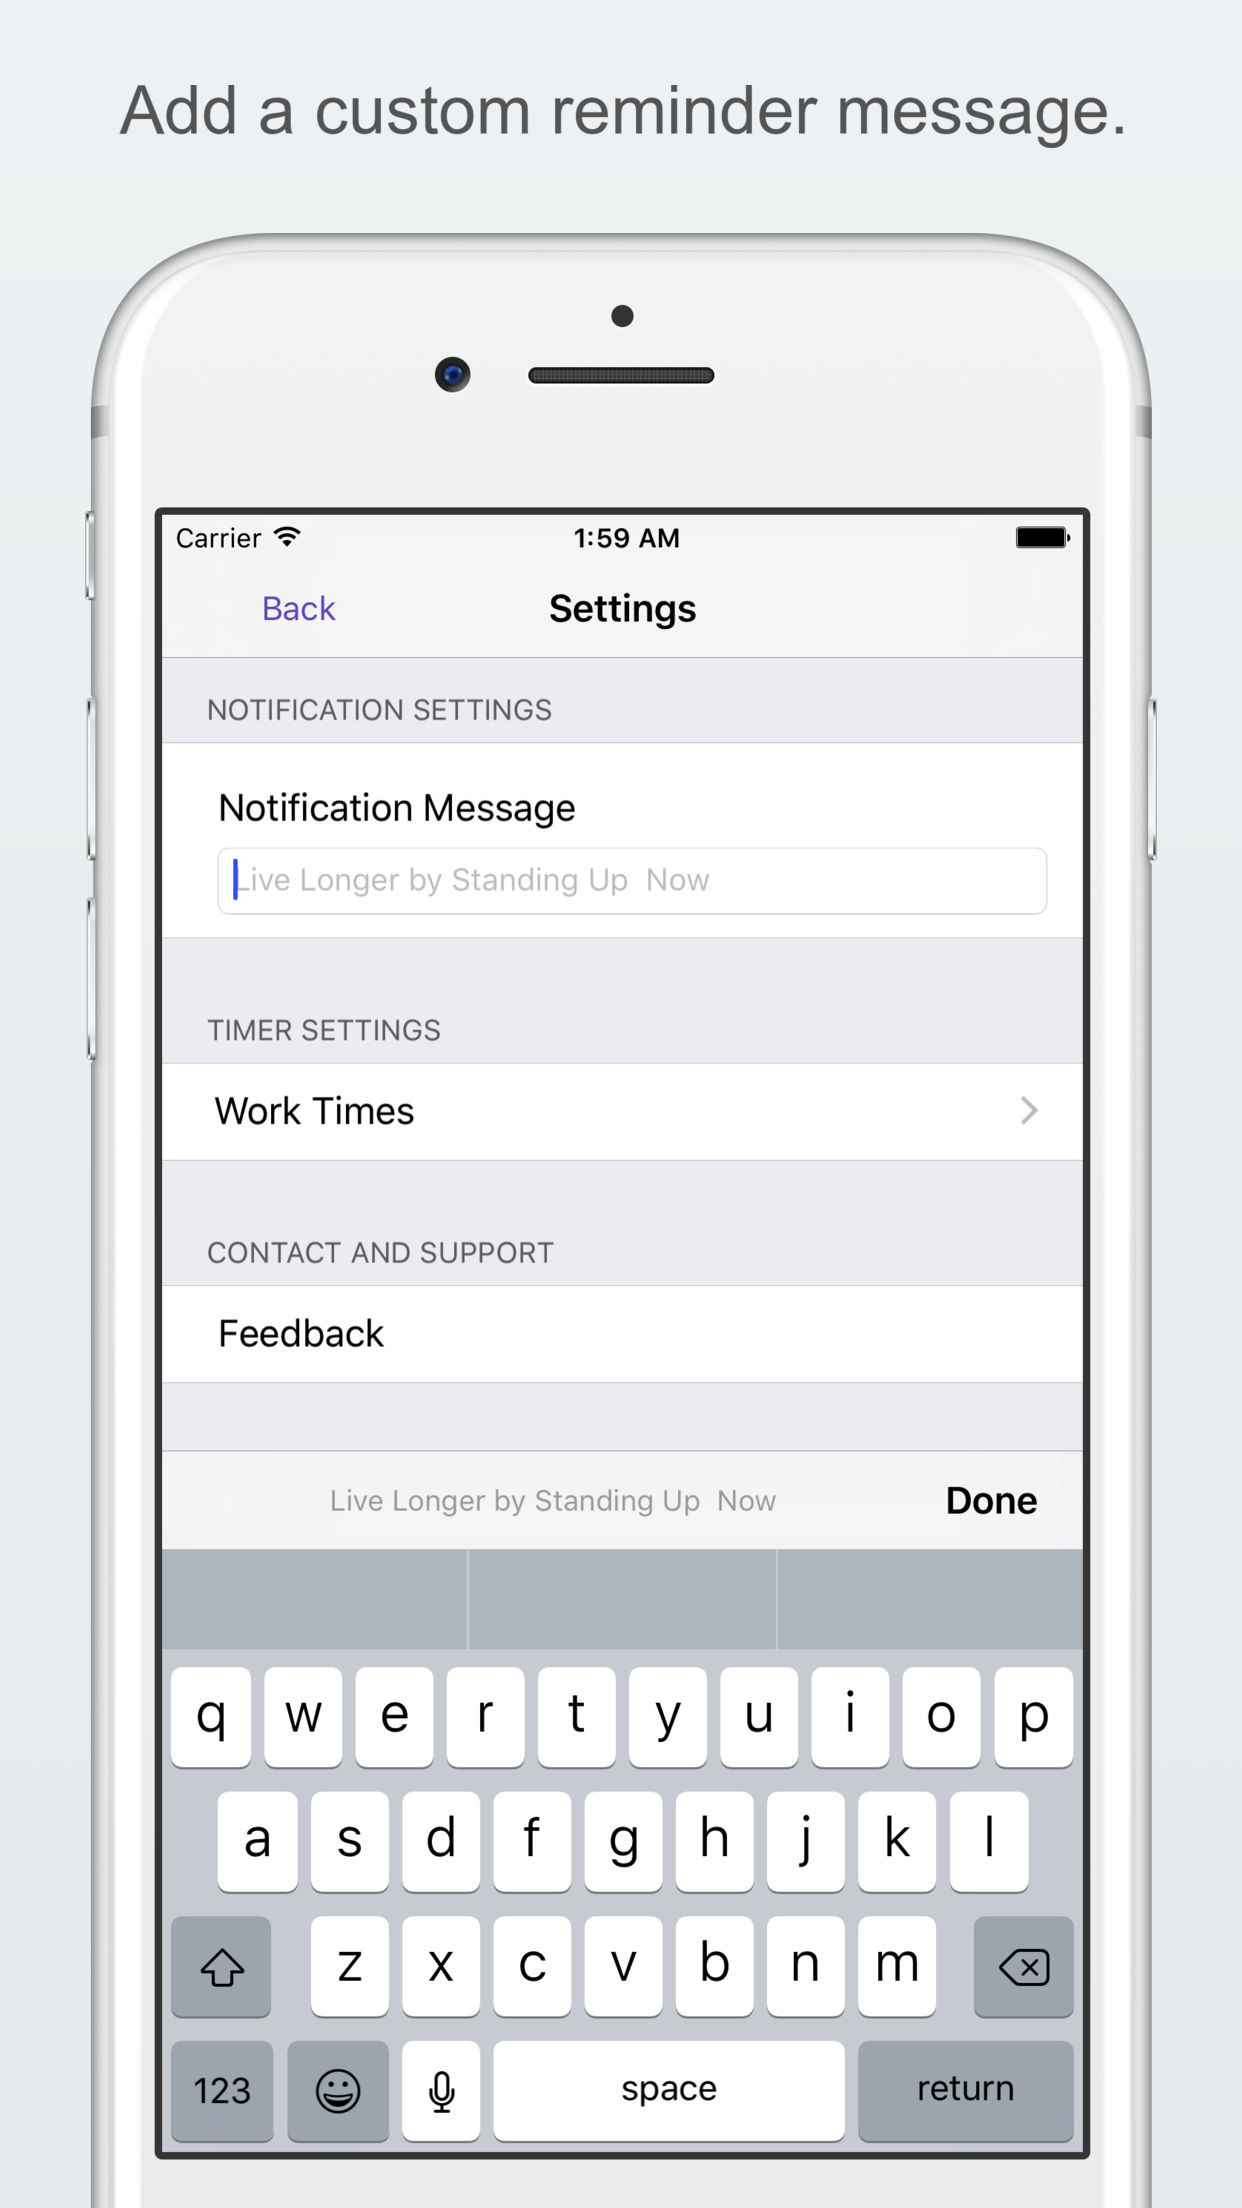 Add a custom reminder message.
Carrier 1:59 AM
Back Settings
NOTIFICATION SETTINGS
Notification Message
Live Longer by Standing Up  Now
TIMER SETTINGS
Work Times
CONTACT AND SUPPORT
Feedback
Live Longer by Standing Up  Now Done
q w e r t y u i o p
a s d f g h j k l
z x c v b n m
123 space return